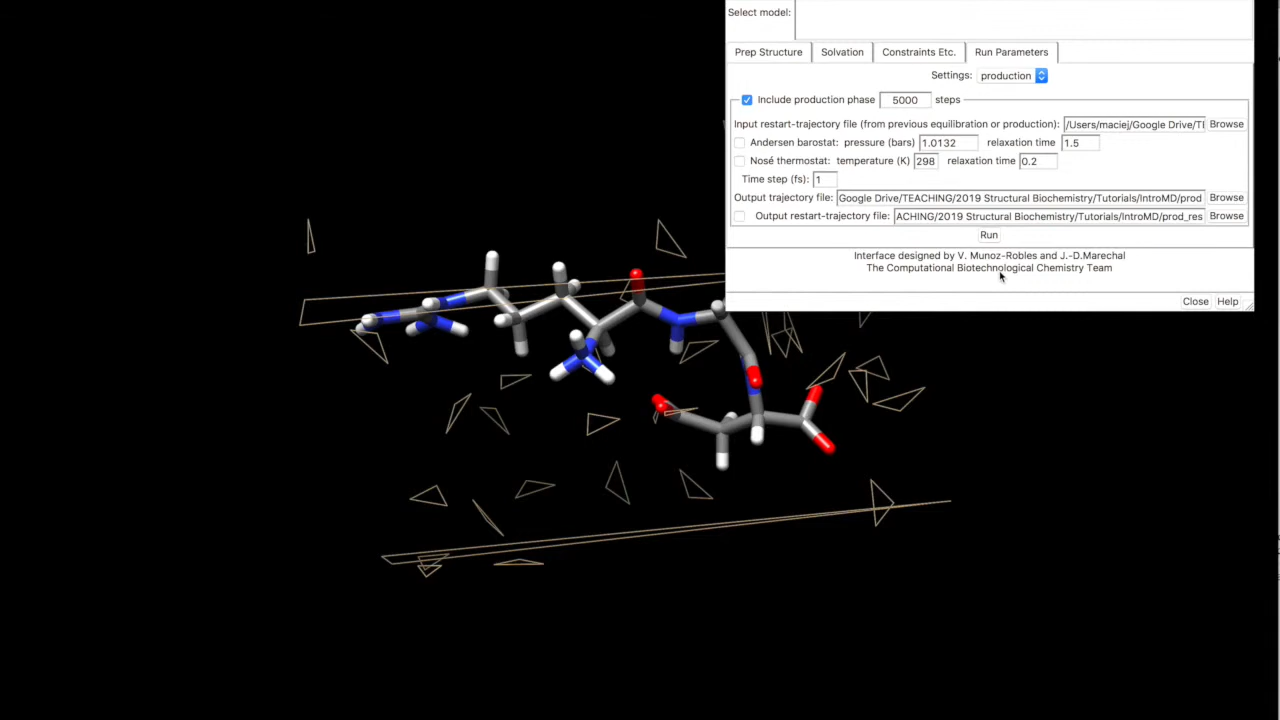 Select model:
Prep Structure Solvation Constraints Etc. Run Parameters
Settings: production
Include production phase 5000 steps
Input restart-trajectory file (from previous equilibration or production): /Users/maciej/Google Drive/TI Browse
Andersen barostat: pressure (bars) 1.0132 relaxation time 1.5
Nosé thermostat: temperature (K) 298 relaxation time 0.2
Time step (fs): 1
Output trajectory file: Google Drive/TEACHING/2019 Structural Biochemistry/Tutorials/IntroMD/prod Browse
Output restart-trajectory file: ACHING/2019 Structural Biochemistry/Tutorials/IntroMD/prod_res Browse
Run
Interface designed by V. Munoz-Robles and J.-D.Marechal
The Computational Biotechnological Chemistry Team
Close Help